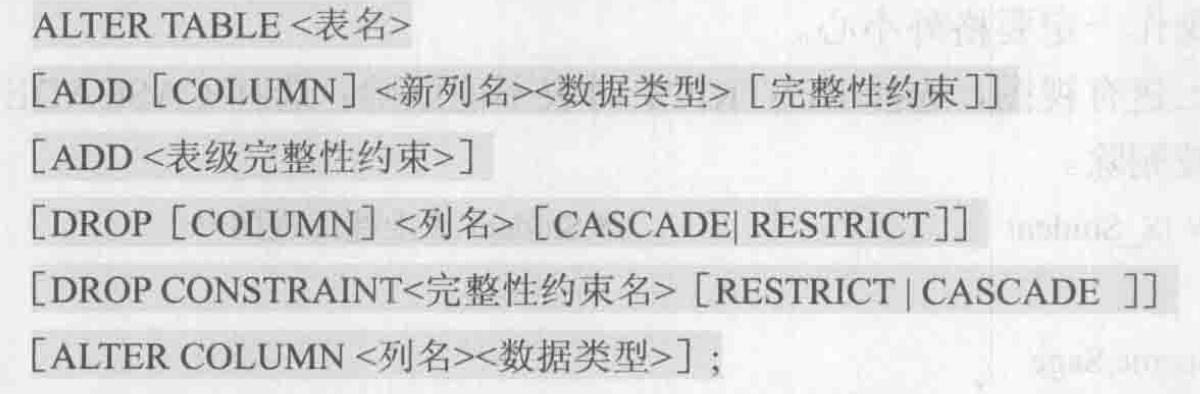 ALTER TABLE <表名>
[ADD [COLUMN] <新列名><数据类型> [完整性约束]]
[ADD <表级完整性约束>]
[DROP [COLUMN] <列名> [CASCADE| RESTRICT]]
[DROP CONSTRAINT<完整性约束名> [RESTRICT | CASCADE ]]
[ALTER COLUMN <列名><数据类型>] ;